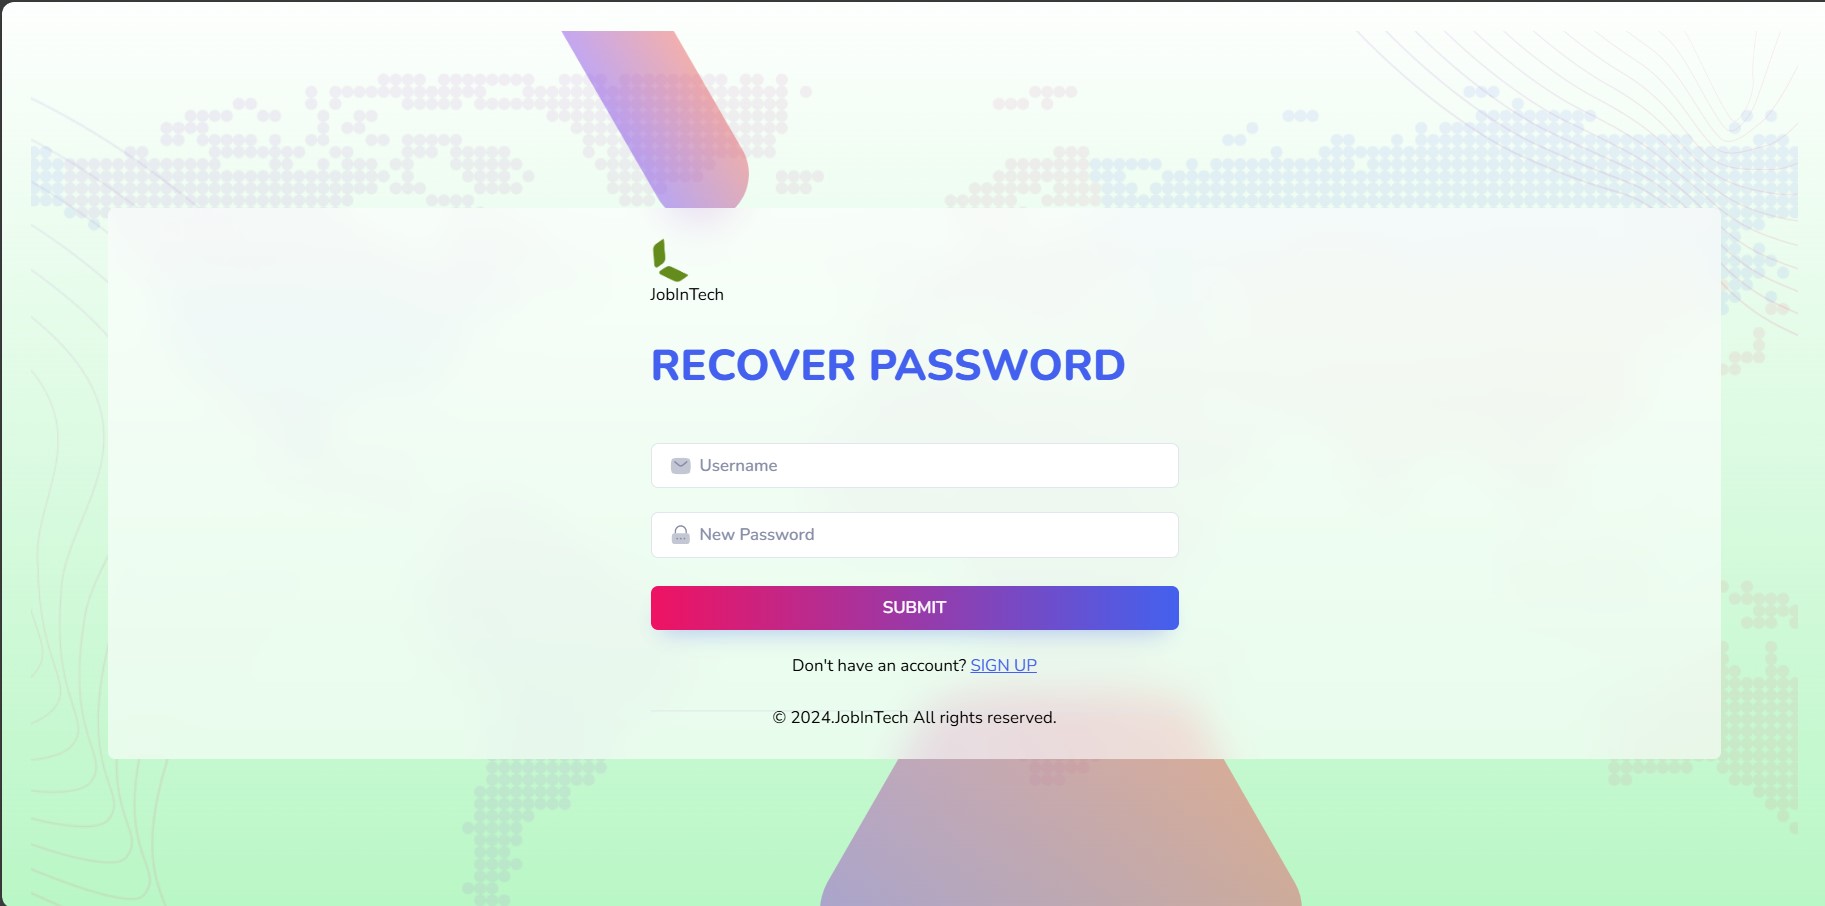 JobInTech
RECOVER PASSWORD
Username
New Password
SUBMIT
Don't have an account? SIGN UP
© 2024.JobInTech All rights reserved.